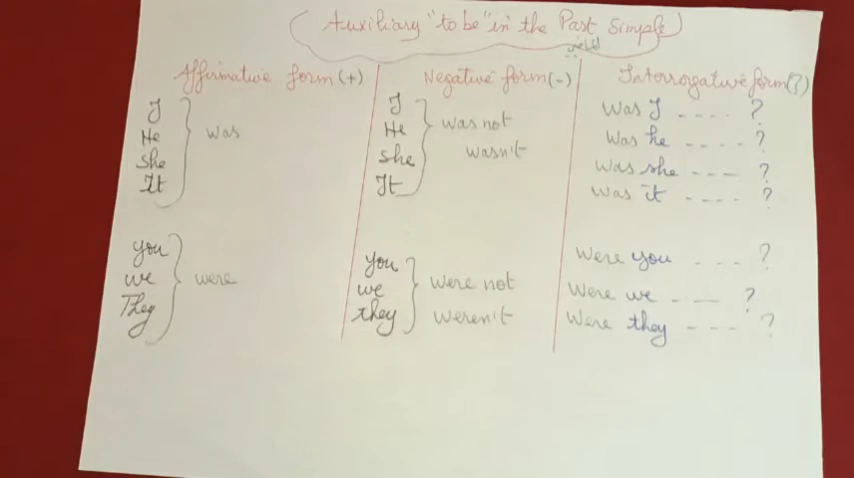 Auxiliary "to be" in the Past Simple
الماضي
Affirmative form (+)
I
He
she
It
was
you
we
They
were
Negative form (-)
I
He
she
It
was not
wasn't
you
we
they
were not
weren't
Interrogative form (?)
Was I ---- ?
Was he ---- ?
Was she ---- ?
Was it ---- ?
Were you --- ?
Were we --- ?
Were they ---- ?